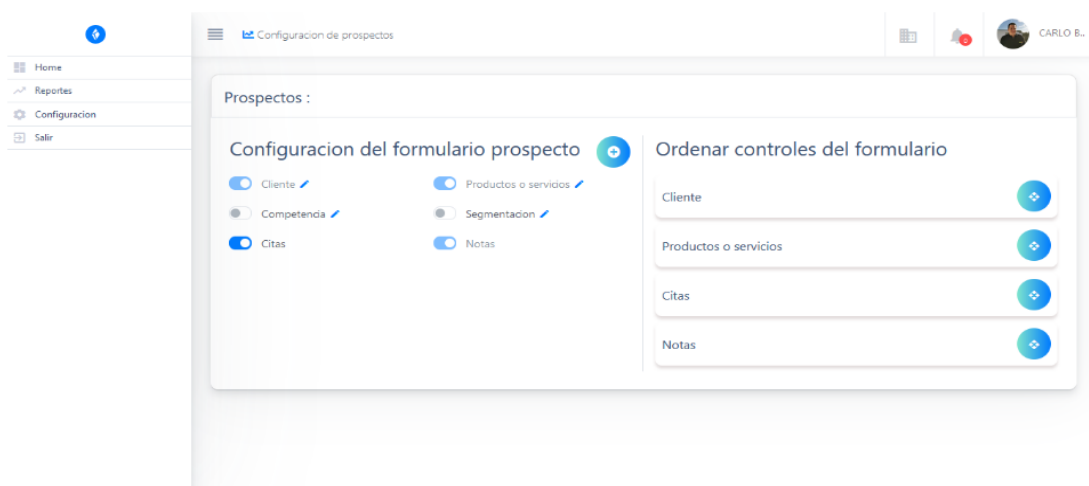 Configuracion de prospectos
0
CARLO B..
Home
Reportes
Configuracion
Salir
Prospectos :
Configuracion del formulario prospecto
Cliente
Productos o servicios
Competencia
Segmentacion
Citas
Notas
Ordenar controles del formulario
Cliente
Productos o servicios
Citas
Notas